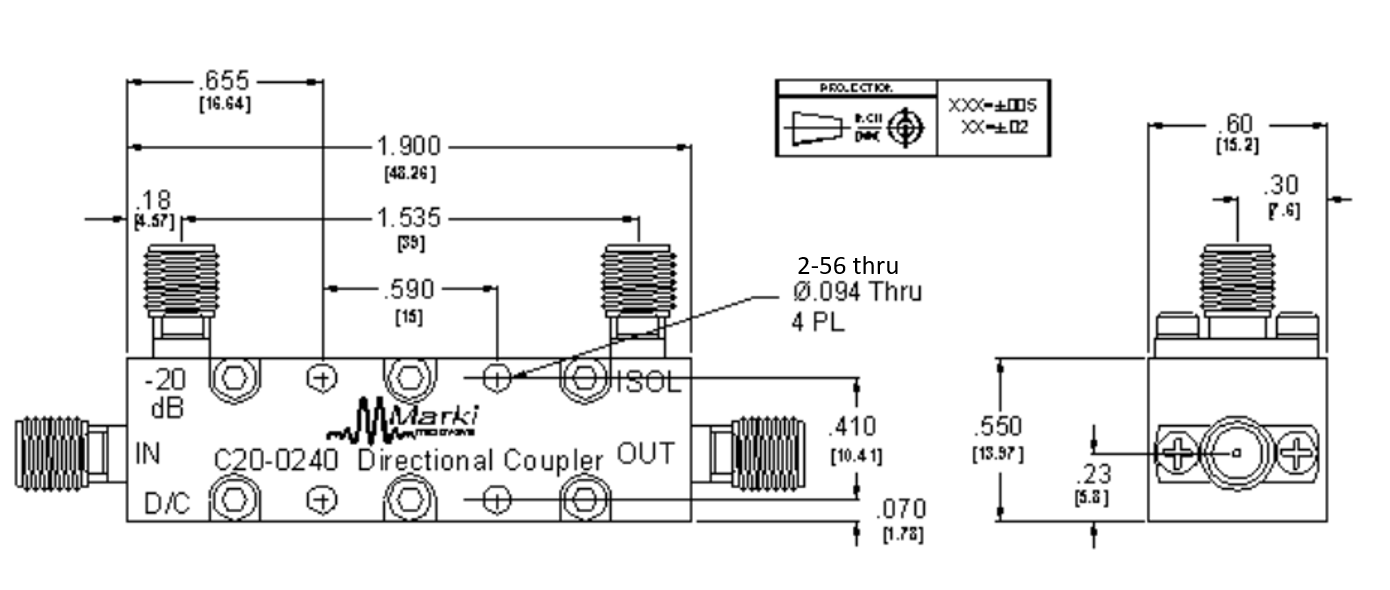 .655
[16.64]
PROJECTION
INCH
[MM]
XXX=±.005
XX=±.02
1.900
[48.26]
.60
[15.2]
.18
[4.57]
1.535
[39]
.30
[7.6]
.590
[15]
2-56 thru
Ø.094 Thru
4 PL
-20
dB
ISOL
Marki
MICROWAVE
.410
[10.41]
.550
[13.97]
IN
C20-0240 Directional Coupler
OUT
.23
[5.8]
D/C
.070
[1.78]